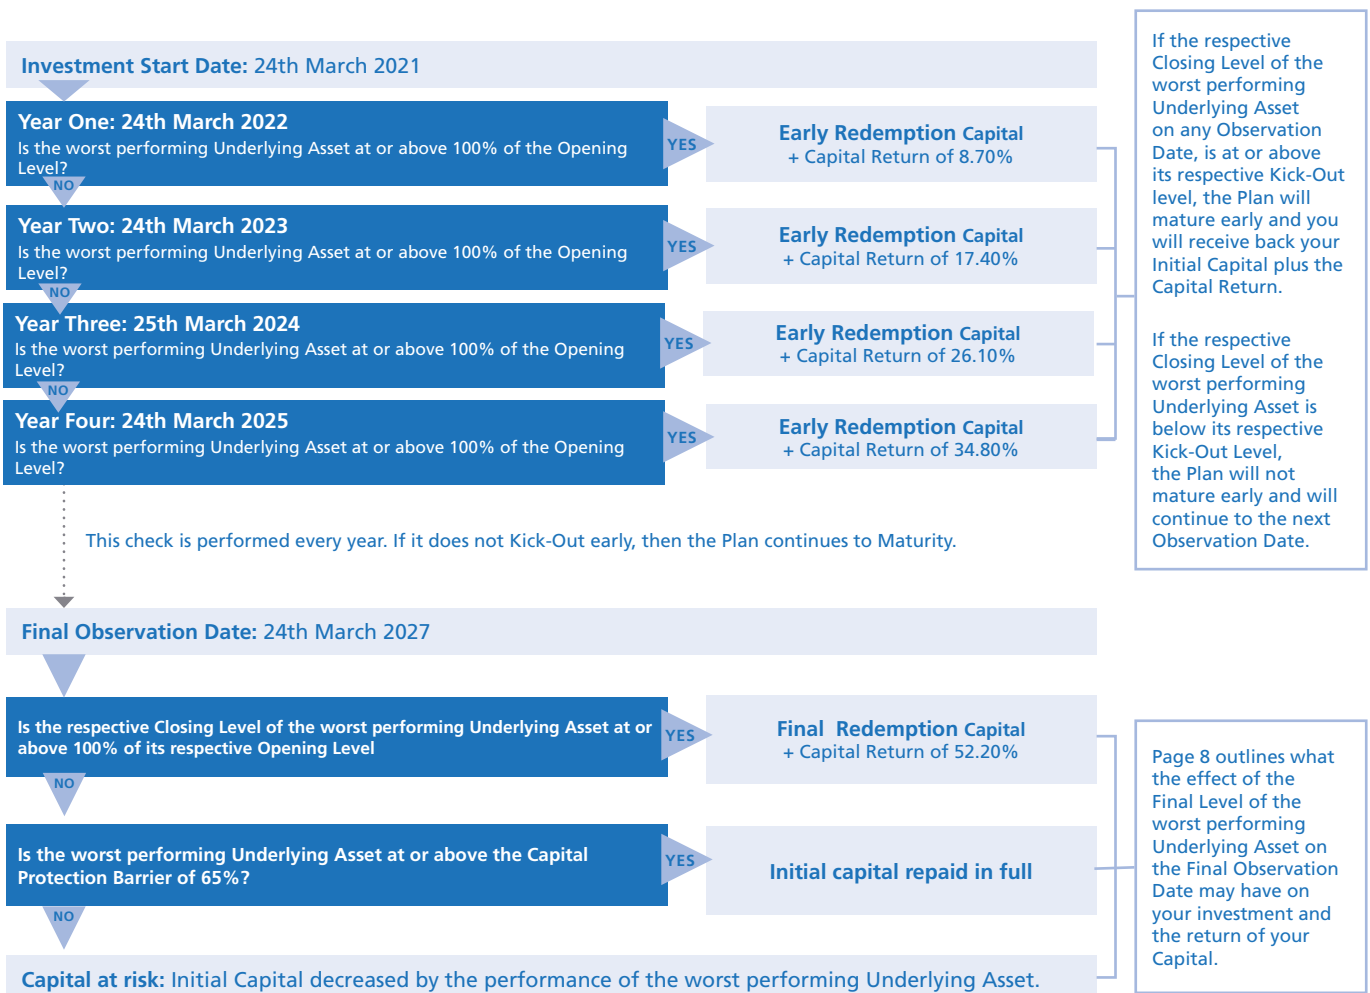 Investment Start Date: 24th March 2021
Year One: 24th March 2022
Is the worst performing Underlying Asset at or above 100% of the Opening
Level?
YES
Early Redemption Capital
+ Capital Return of 8.70%
NO
Year Two: 24th March 2023
Is the worst performing Underlying Asset at or above 100% of the Opening
Level?
YES
Early Redemption Capital
+ Capital Return of 17.40%
NO
Year Three: 25th March 2024
Is the worst performing Underlying Asset at or above 100% of the Opening
Level?
YES
Early Redemption Capital
+ Capital Return of 26.10%
NO
Year Four: 24th March 2025
Is the worst performing Underlying Asset at or above 100% of the Opening
Level?
YES
Early Redemption Capital
+ Capital Return of 34.80%
If the respective
Closing Level of the
worst performing
Underlying Asset
on any Observation
Date, is at or above
its respective Kick-Out
level, the Plan will
mature early and you
will receive back your
Initial Capital plus the
Capital Return.
If the respective
Closing Level of the
worst performing
Underlying Asset is
below its respective
Kick-Out Level,
the Plan will not
mature early and will
continue to the next
Observation Date.
This check is performed every year. If it does not Kick-Out early, then the Plan continues to Maturity.
Final Observation Date: 24th March 2027
Is the respective Closing Level of the worst performing Underlying Asset at or
above 100% of its respective Opening Level
YES
Final Redemption Capital
+ Capital Return of 52.20%
NO
Is the worst performing Underlying Asset at or above the Capital
Protection Barrier of 65%?
YES
Initial capital repaid in full
NO
Capital at risk: Initial Capital decreased by the performance of the worst performing Underlying Asset.
Page 8 outlines what
the effect of the
Final Level of the
worst performing
Underlying Asset on
the Final Observation
Date may have on
your investment and
the return of your
Capital.